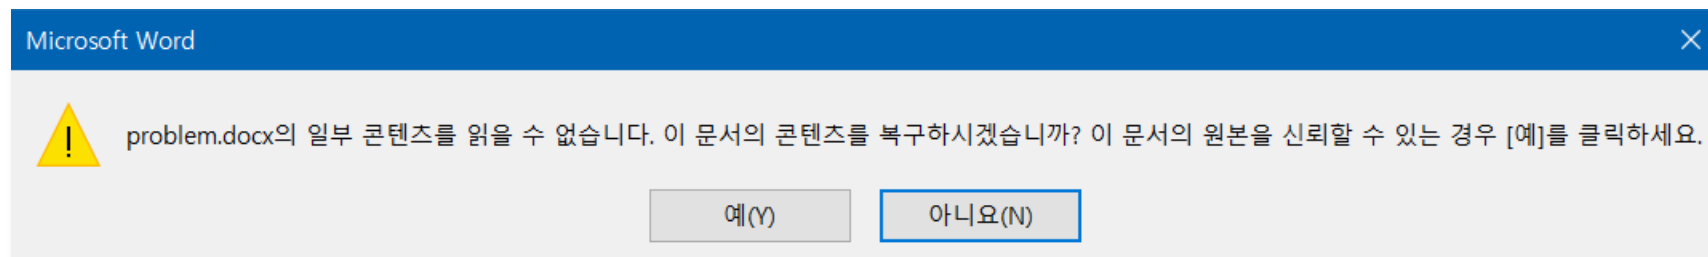 Microsoft Word
problem.docx의 일부 콘텐츠를 읽을 수 없습니다. 이 문서의 콘텐츠를 복구하시겠습니까? 이 문서의 원본을 신뢰할 수 있는 경우 [예]를 클릭하세요.
예(Y) 아니요(N)